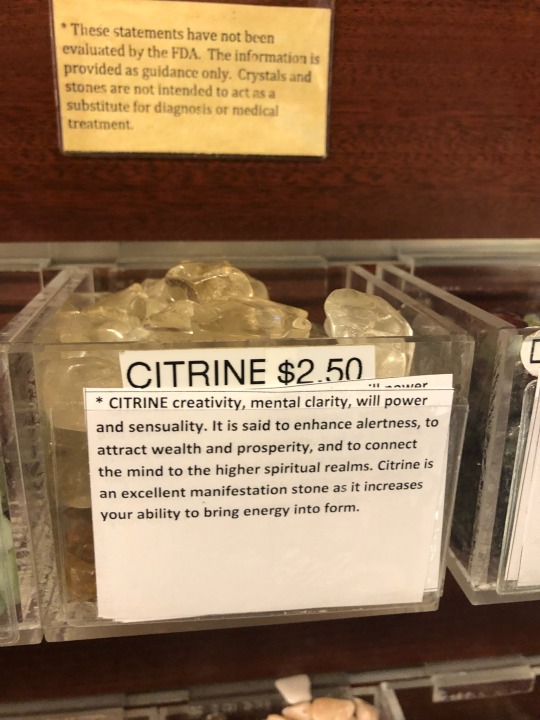 * These statements have not been
evaluated by the FDA. The information is
provided as guidance only. Crystals and
stones are not intended to act as a
substitute for diagnosis or medical
treatment.
CITRINE $2.50
power
* CITRINE creativity, mental clarity, will power
and sensuality. It is said to enhance alertness, to
attract wealth and prosperity, and to connect
the mind to the higher spiritual realms. Citrine is
an excellent manifestation stone as it increases
your ability to bring energy into form.